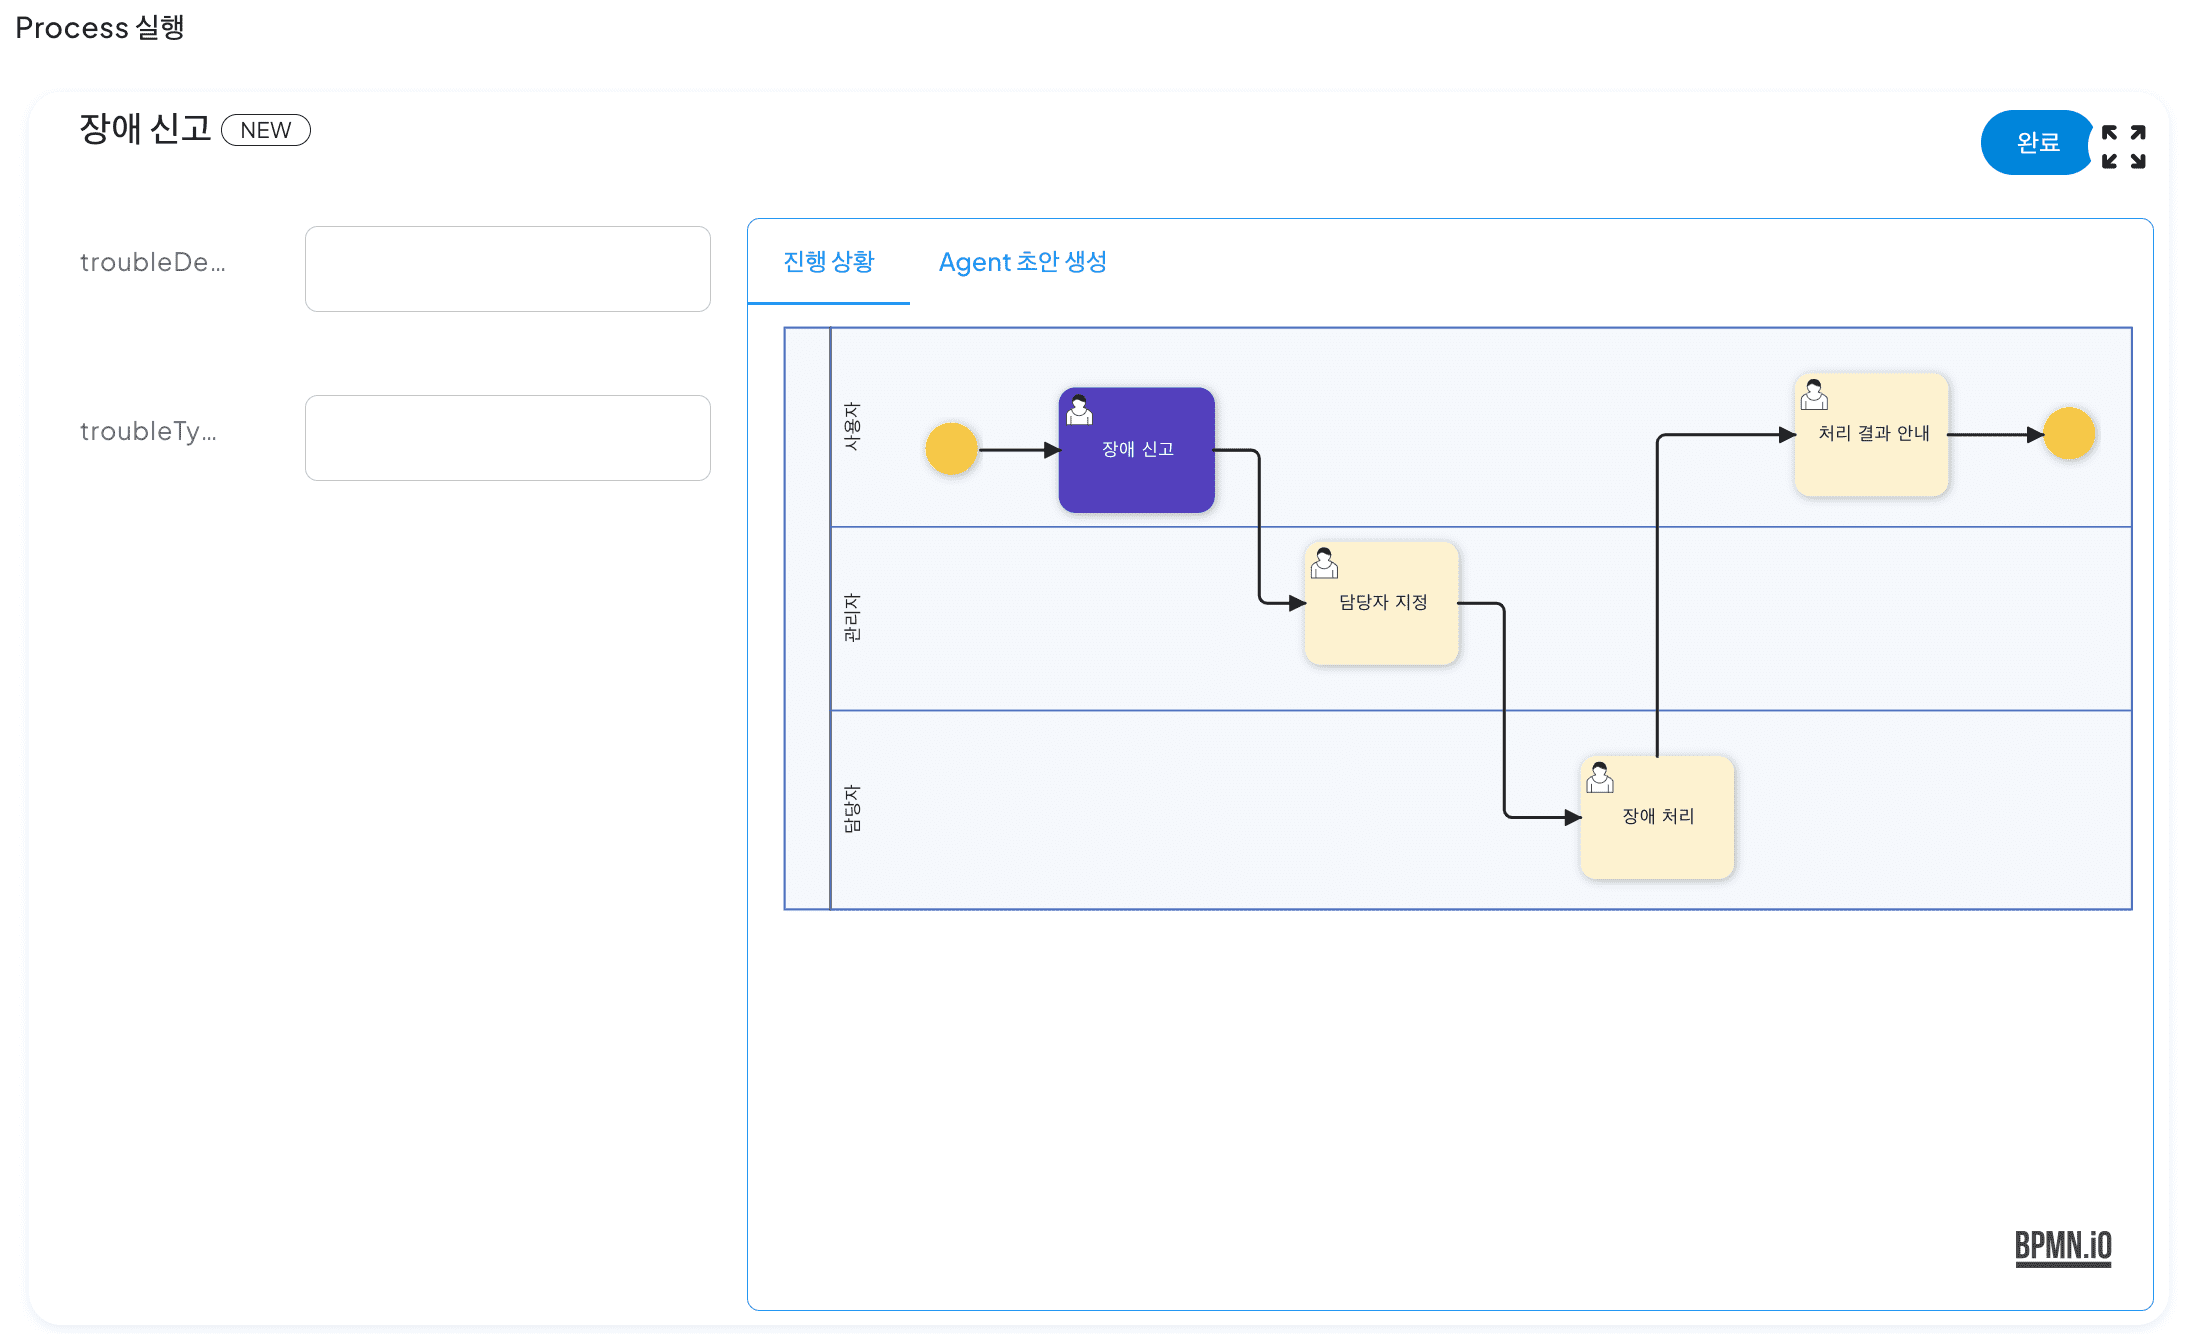 Process 실행
장애 신고 NEW
완료
troubleDe...
troubleTy...
진행 상황 Agent 초안 생성
사용자
장애 신고
처리 결과 안내
관리자
담당자 지정
담당자
장애 처리
BPMN.iO